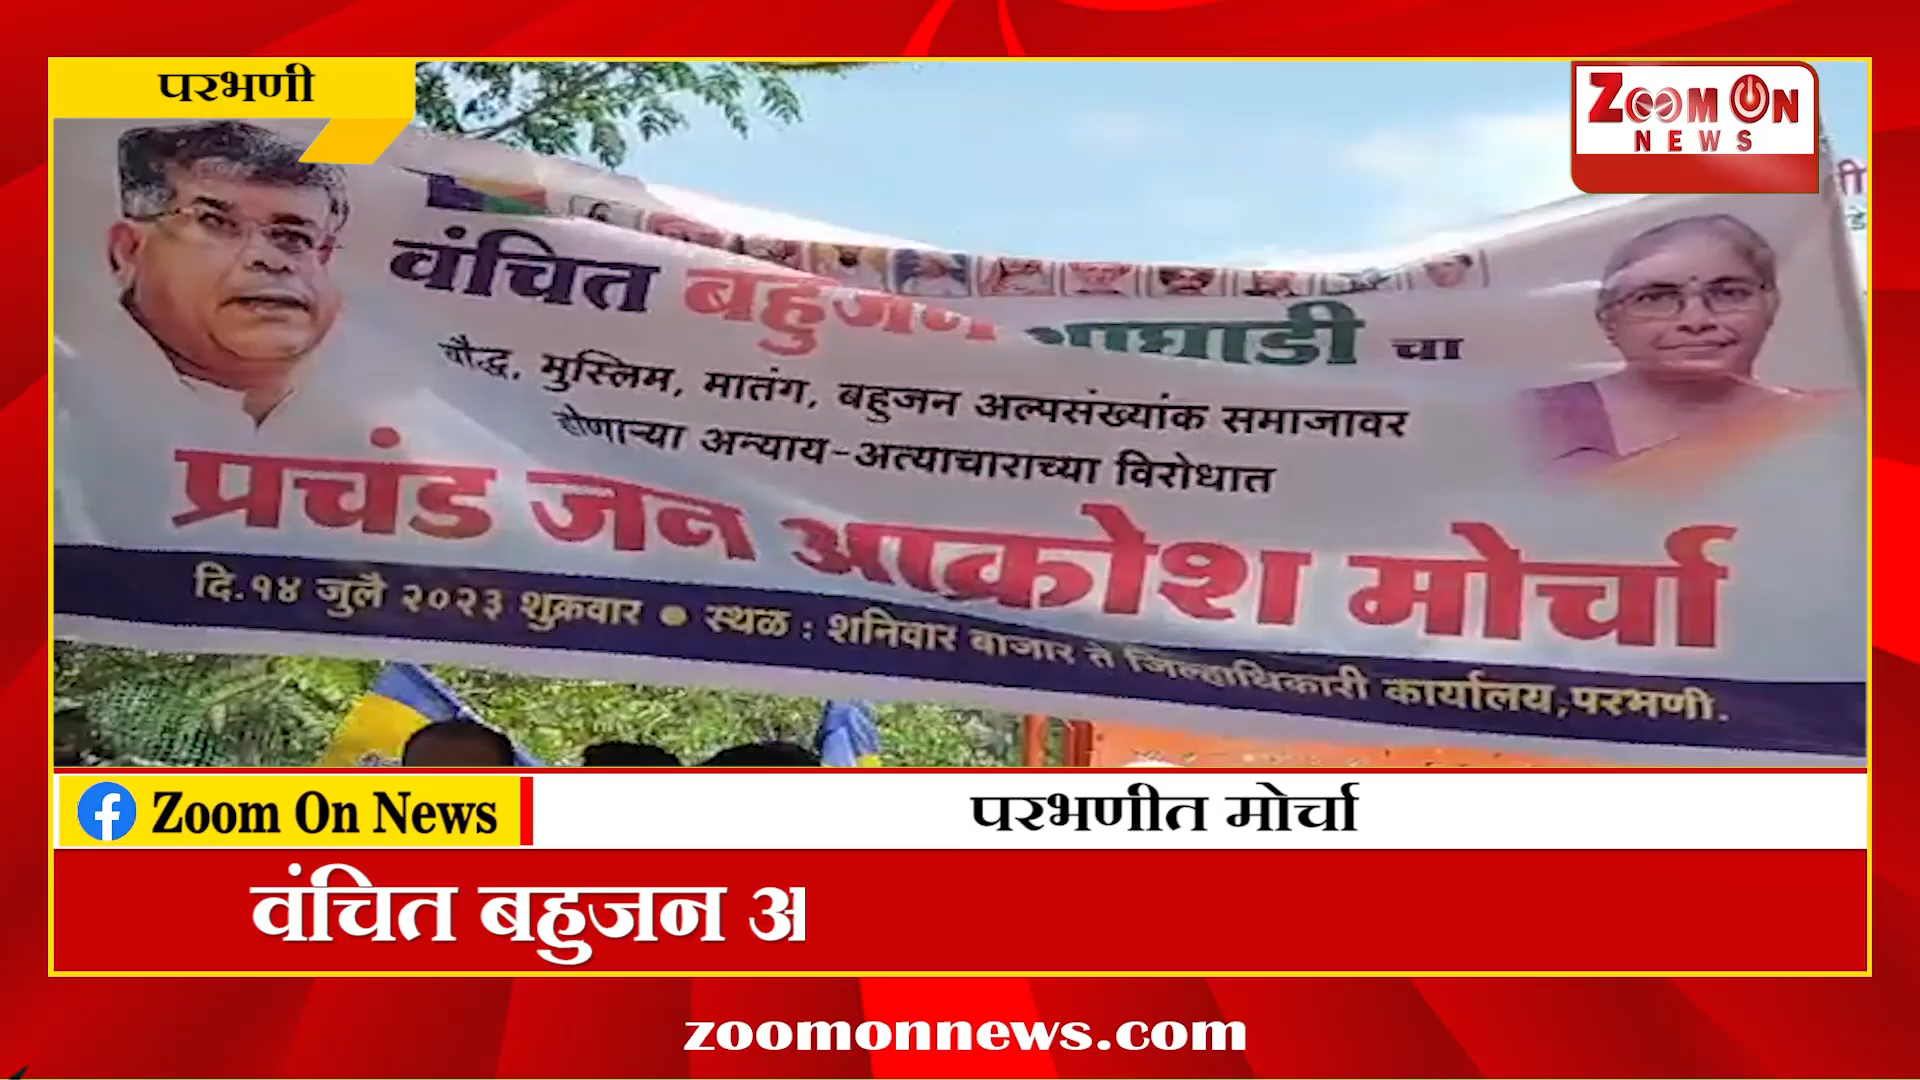 परभणी
ZOOM ON
NEWS
वंचित बहुजन आघाडी चा
बौद्ध, मुस्लिम, मातंग, बहुजन अल्पसंख्यांक समाजावर
होणाऱ्या अन्याय-अत्याचाराच्या विरोधात
प्रचंड जन आक्रोश मोर्चा
दि.१४ जुलै २०२३ शुक्रवार ● स्थळ : शनिवार बाजार ते जिल्हाधिकारी कार्यालय,परभणी.
Zoom On News
परभणीत मोर्चा
वंचित बहुजन अ
zoomonnews.com